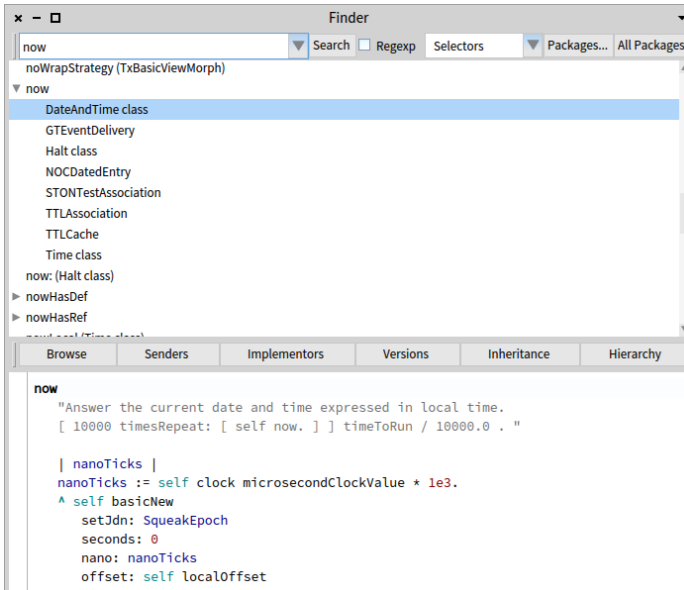 Finder
now
Search
Regexp
Selectors
Packages...
All Packages
noWrapStrategy (TxBasicViewMorph)
now
DateAndTime class
GTEventDelivery
Halt class
NOCDatedEntry
STONTestAssociation
TTLAssociation
TTLCache
Time class
now: (Halt class)
nowHasDef
nowHasRef
nowLocal (Time class)
Browse
Senders
Implementors
Versions
Inheritance
Hierarchy
now
"Answer the current date and time expressed in local time.
[ 10000 timesRepeat: [ self now. ] ] timeToRun / 10000.0 . "
| nanoTicks |
nanoTicks := self clock microsecondClockValue * 1e3.
^ self basicNew
setJdn: SqueakEpoch
seconds: 0
nano: nanoTicks
offset: self localOffset